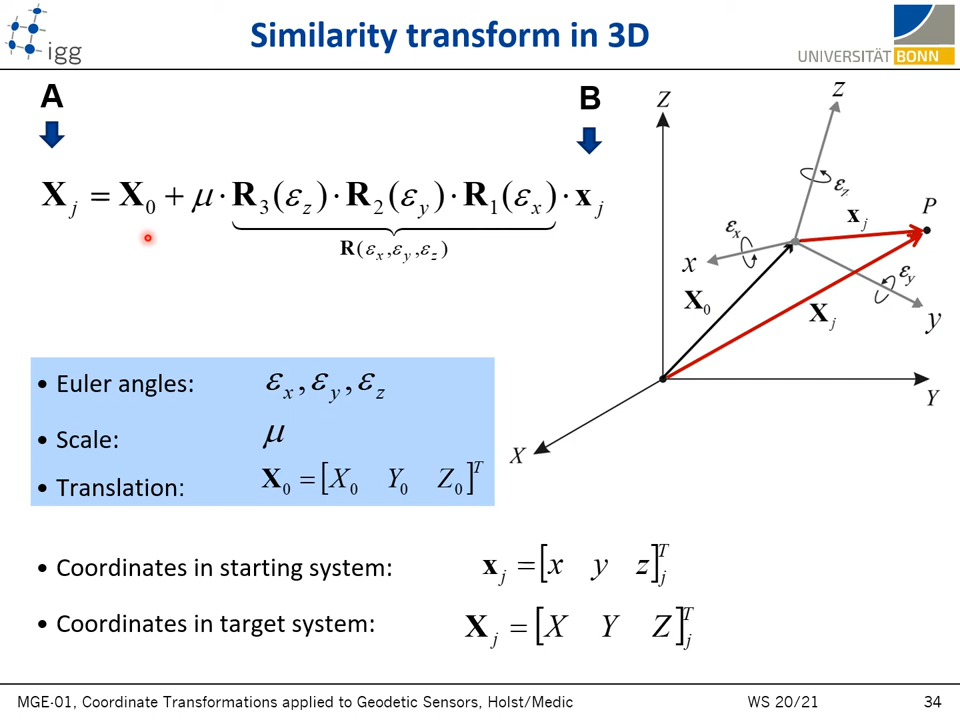 igg
Similarity transform in 3D
UNIVERSITÄT BONN
A
B
X_j = X_0 + μ · R_3(ε_z) · R_2(ε_y) · R_1(ε_x) · x_j
R(ε_x,ε_y,ε_z)
Z
z
ε_z
P
x_j
ε_x
x
ε_y
X_0
X_j
y
Y
X
• Euler angles: ε_x, ε_y, ε_z
• Scale: μ
• Translation: X_0 = [X_0 Y_0 Z_0]^T
• Coordinates in starting system: x_j = [x y z]_j^T
• Coordinates in target system: X_j = [X Y Z]_j^T
MGE-01, Coordinate Transformations applied to Geodetic Sensors, Holst/Medic WS 20/21 34